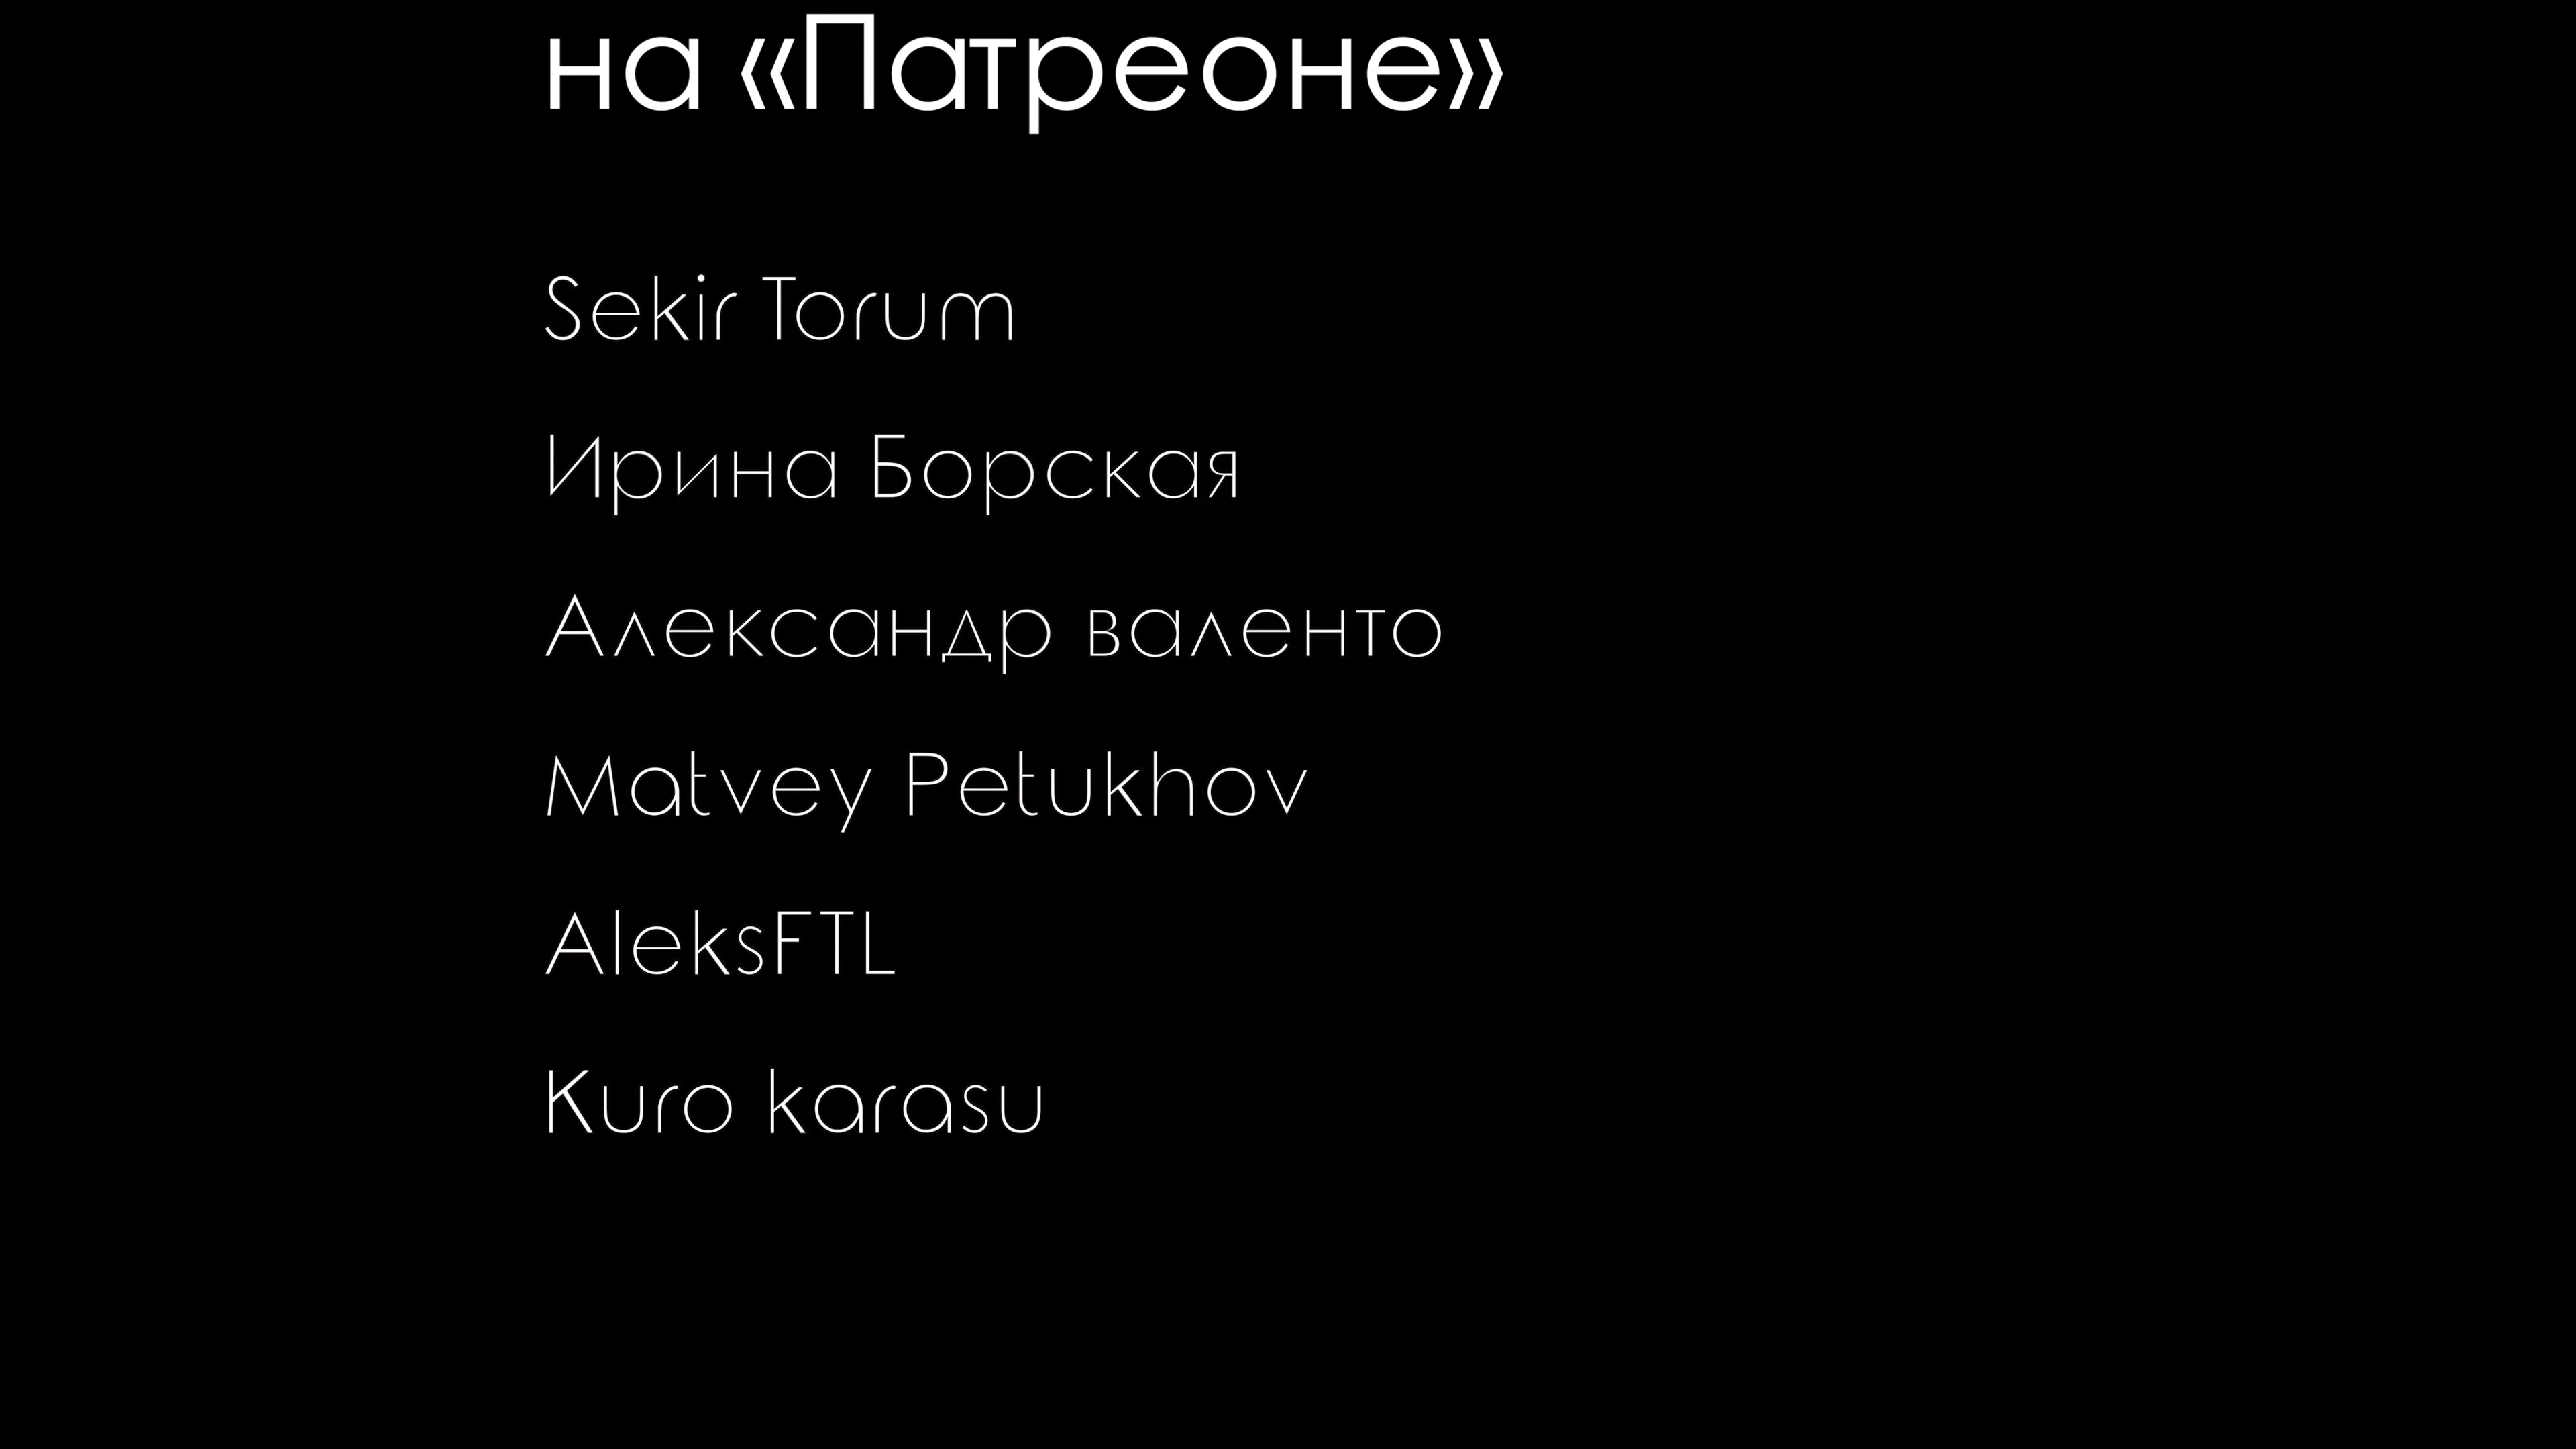 на «Патреоне»
Sekir Torum
Ирина Борская
Александр валенто
Matvey Petukhov
AleksFTL
Kuro karasu